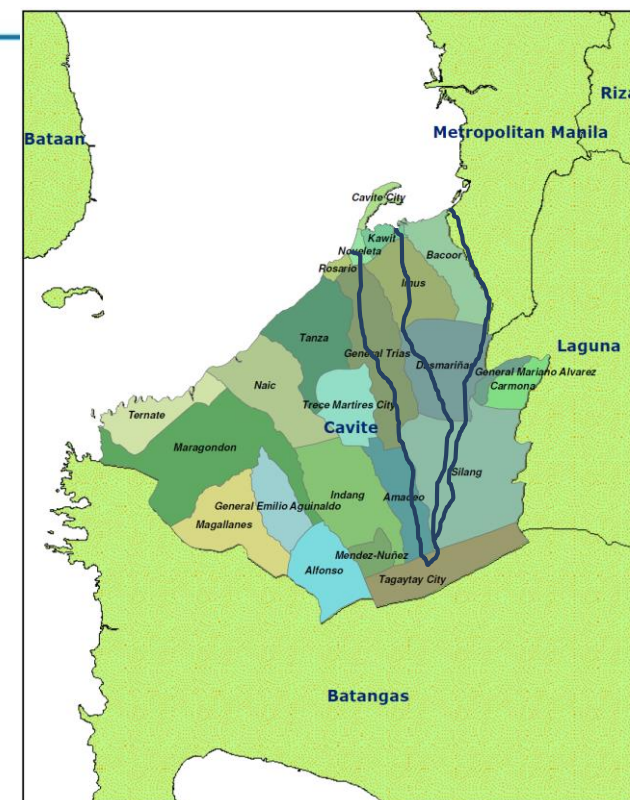 Riza
Bataan
Metropolitan Manila
Cavite City
Kawit
Noveleta
Bacoor
Rosario
Imus
Tanza
General Trias
Laguna
Dasmariñas
General Mariano Alvarez
Carmona
Naic
Trece Martires City
Ternate
Cavite
Maragondon
Silang
Indang
Amadeo
General Emilio Aguinaldo
Magallanes
Mendez-Nuñez
Alfonso
Tagaytay City
Batangas